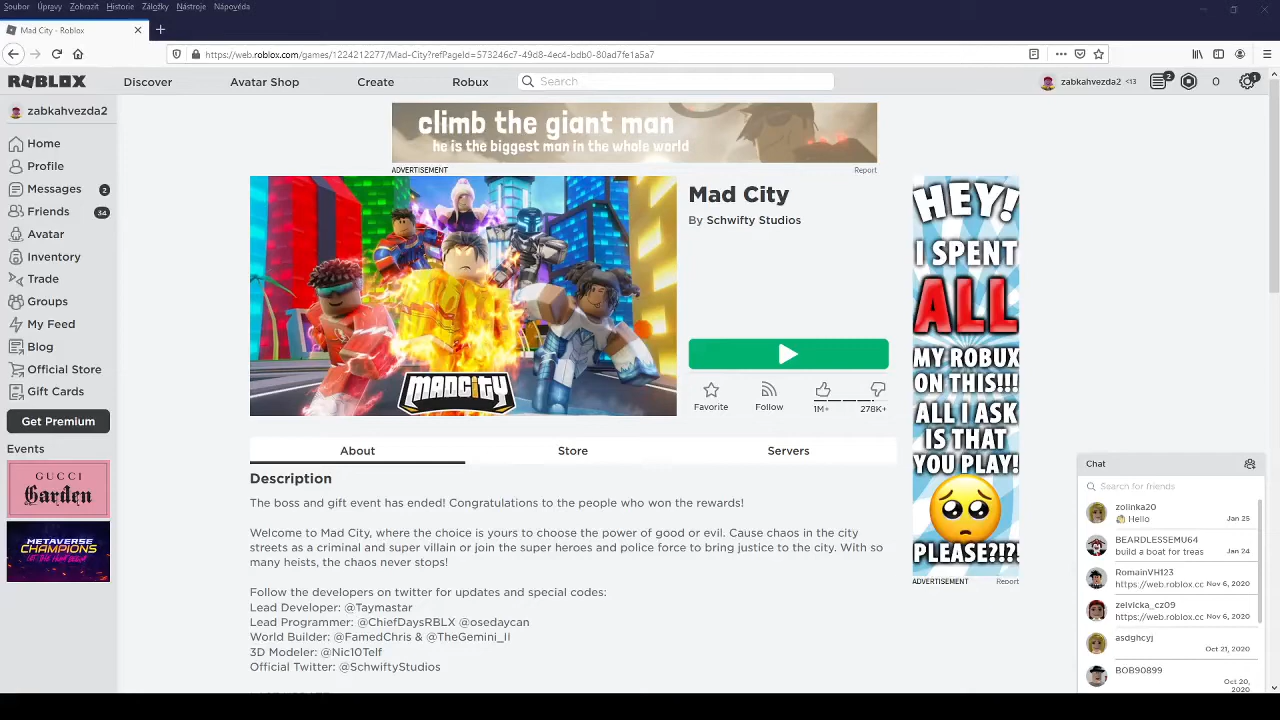 Soubor Úpravy Zobrazit Historie Záložky Nástroje Nápověda
Mad City - Roblox
https://web.roblox.com/games/1224212277/Mad-City?refPageId=573246c7-49d8-4ec4-bdb0-80ad7fe1a5a7
ROBLOX Discover Avatar Shop Create Robux Search zabkahvezda2 <13 2 0 1
zabkahvezda2
Home
Profile
Messages 2
Friends 34
Avatar
Inventory
Trade
Groups
My Feed
Blog
Official Store
Gift Cards
Get Premium
Events
GUCCI
Garden
METAVERSE
CHAMPIONS
climb the giant man
he is the biggest man in the whole world
ADVERTISEMENT Report
MADCITY
Mad City
By Schwifty Studios
Favorite Follow 1M+ 278K+
About Store Servers
Description
The boss and gift event has ended! Congratulations to the people who won the rewards!
Welcome to Mad City, where the choice is yours to choose the power of good or evil. Cause chaos in the city
streets as a criminal and super villain or join the super heroes and police force to bring justice to the city. With so
many heists, the chaos never stops!
Follow the developers on twitter for updates and special codes:
Lead Developer: @Taymastar
Lead Programmer: @ChiefDaysRBLX @osedaycan
World Builder: @FamedChris & @TheGemini_II
3D Modeler: @Nic10Telf
Official Twitter: @SchwiftyStudios
HEY!
I SPENT
ALL
MY ROBUX
ON THIS!!!
ALL I ASK
IS THAT
YOU PLAY!
PLEASE?!?!
ADVERTISEMENT Report
Chat
Search for friends
zolinka20
Hello Jan 25
BEARDLESSEMU64
build a boat for treas Jan 24
RomainVH123
https://web.roblox.cc Nov 6, 2020
zelvicka_cz09
https://web.roblox.cc Nov 6, 2020
asdghcyj
Oct 21, 2020
BOB90899
Oct 20,
2020